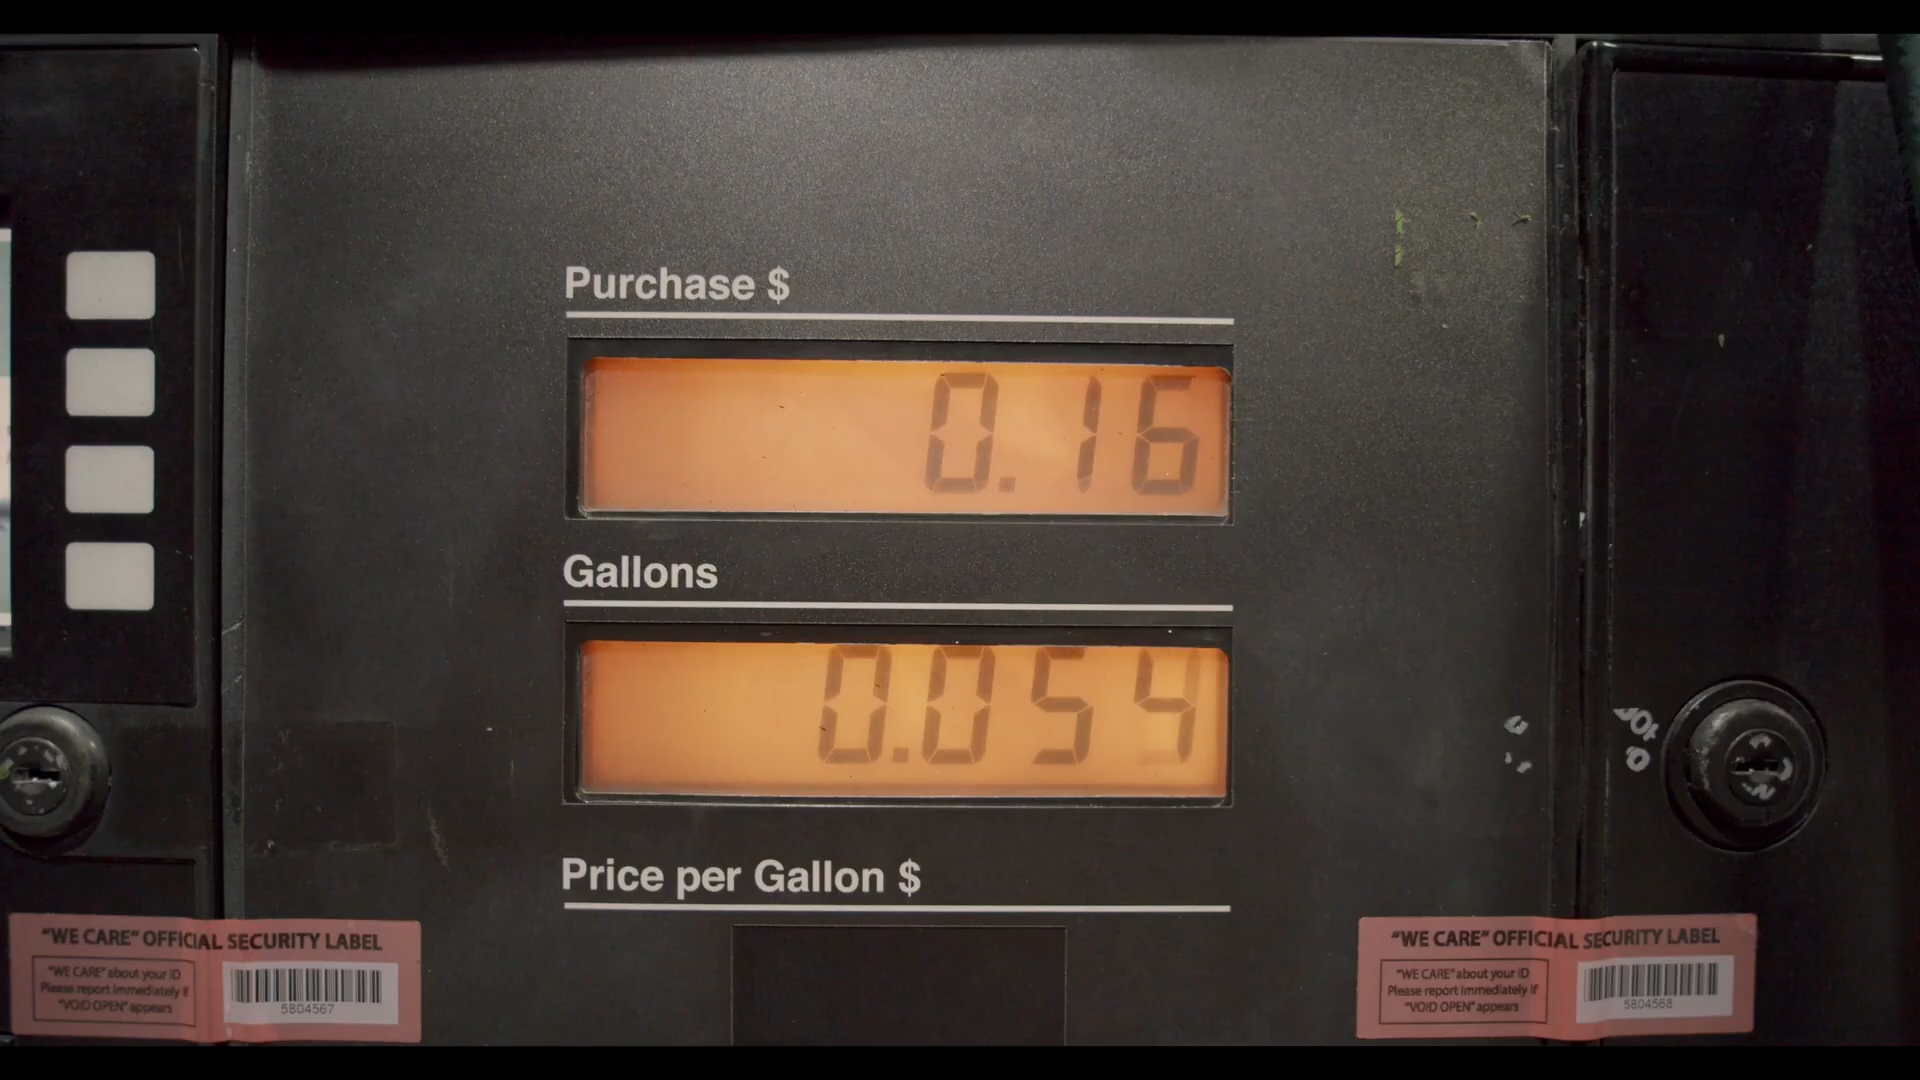 Purchase $
0.16
Gallons
0.054
Price per Gallon $
"WE CARE" OFFICIAL SECURITY LABEL
"WE CARE" about your ID
Please report immediately if
"VOID OPEN" appears
5804567
"WE CARE" OFFICIAL SECURITY LABEL
"WE CARE" about your ID
Please report immediately if
"VOID OPEN" appears
5804568